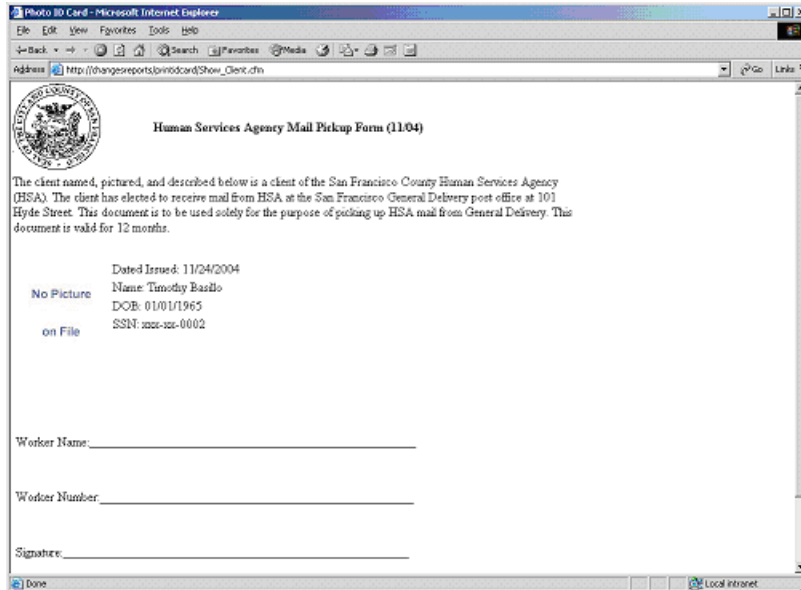 Photo ID Card - Microsoft Internet Explorer
File Edit View Favorites Tools Help
Back Search Favorites Media
Address http://changesreports/printidcard/Show_Client.cfm Go Links
Human Services Agency Mail Pickup Form (11/04)
The client named, pictured, and described below is a client of the San Francisco County Human Services Agency
(HSA). The client has elected to receive mail from HSA at the San Francisco General Delivery post office at 101
Hyde Street. This document is to be used solely for the purpose of picking up HSA mail from General Delivery. This
document is valid for 12 months.
No Picture
on File
Dated Issued: 11/24/2004
Name: Timothy Basilo
DOB: 01/01/1965
SSN: xxx-xx-0002
Worker Name:
Worker Number:
Signature:
Done Local intranet